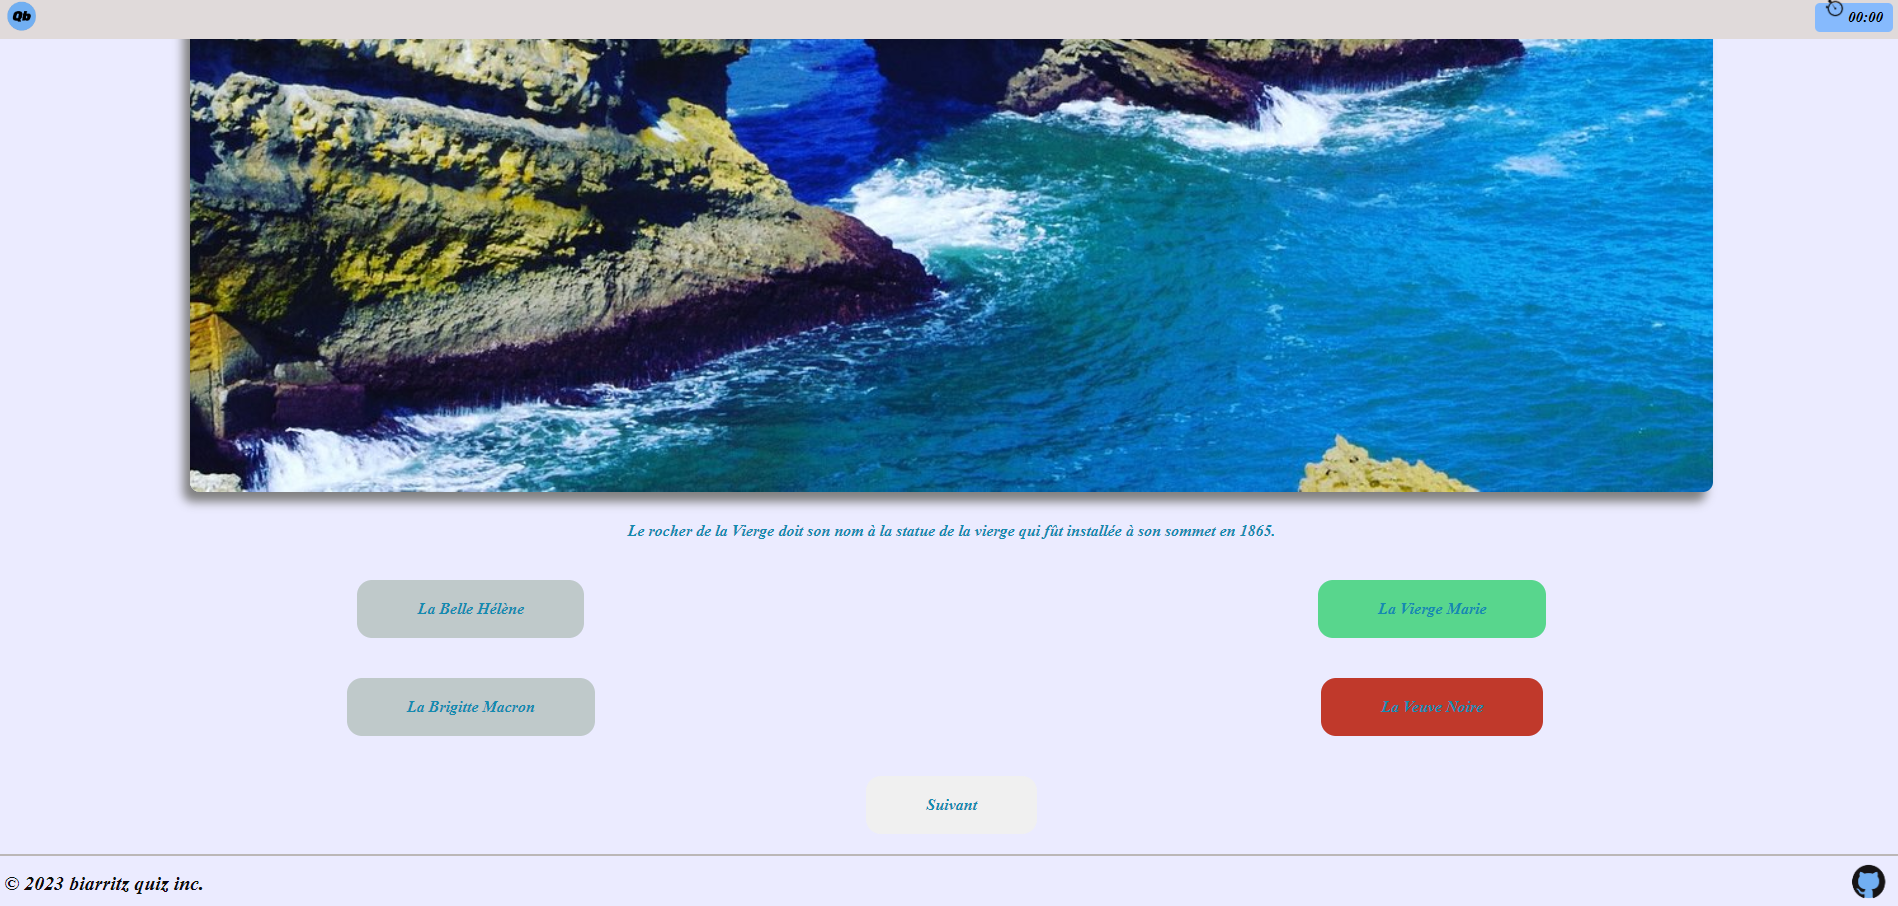 Qb
00:00
Le rocher de la Vierge doit son nom à la statue de la vierge qui fût installée à son sommet en 1865.
La Belle Hélène
La Vierge Marie
La Brigitte Macron
La Veuve Noire
Suivant
© 2023 biarritz quiz inc.